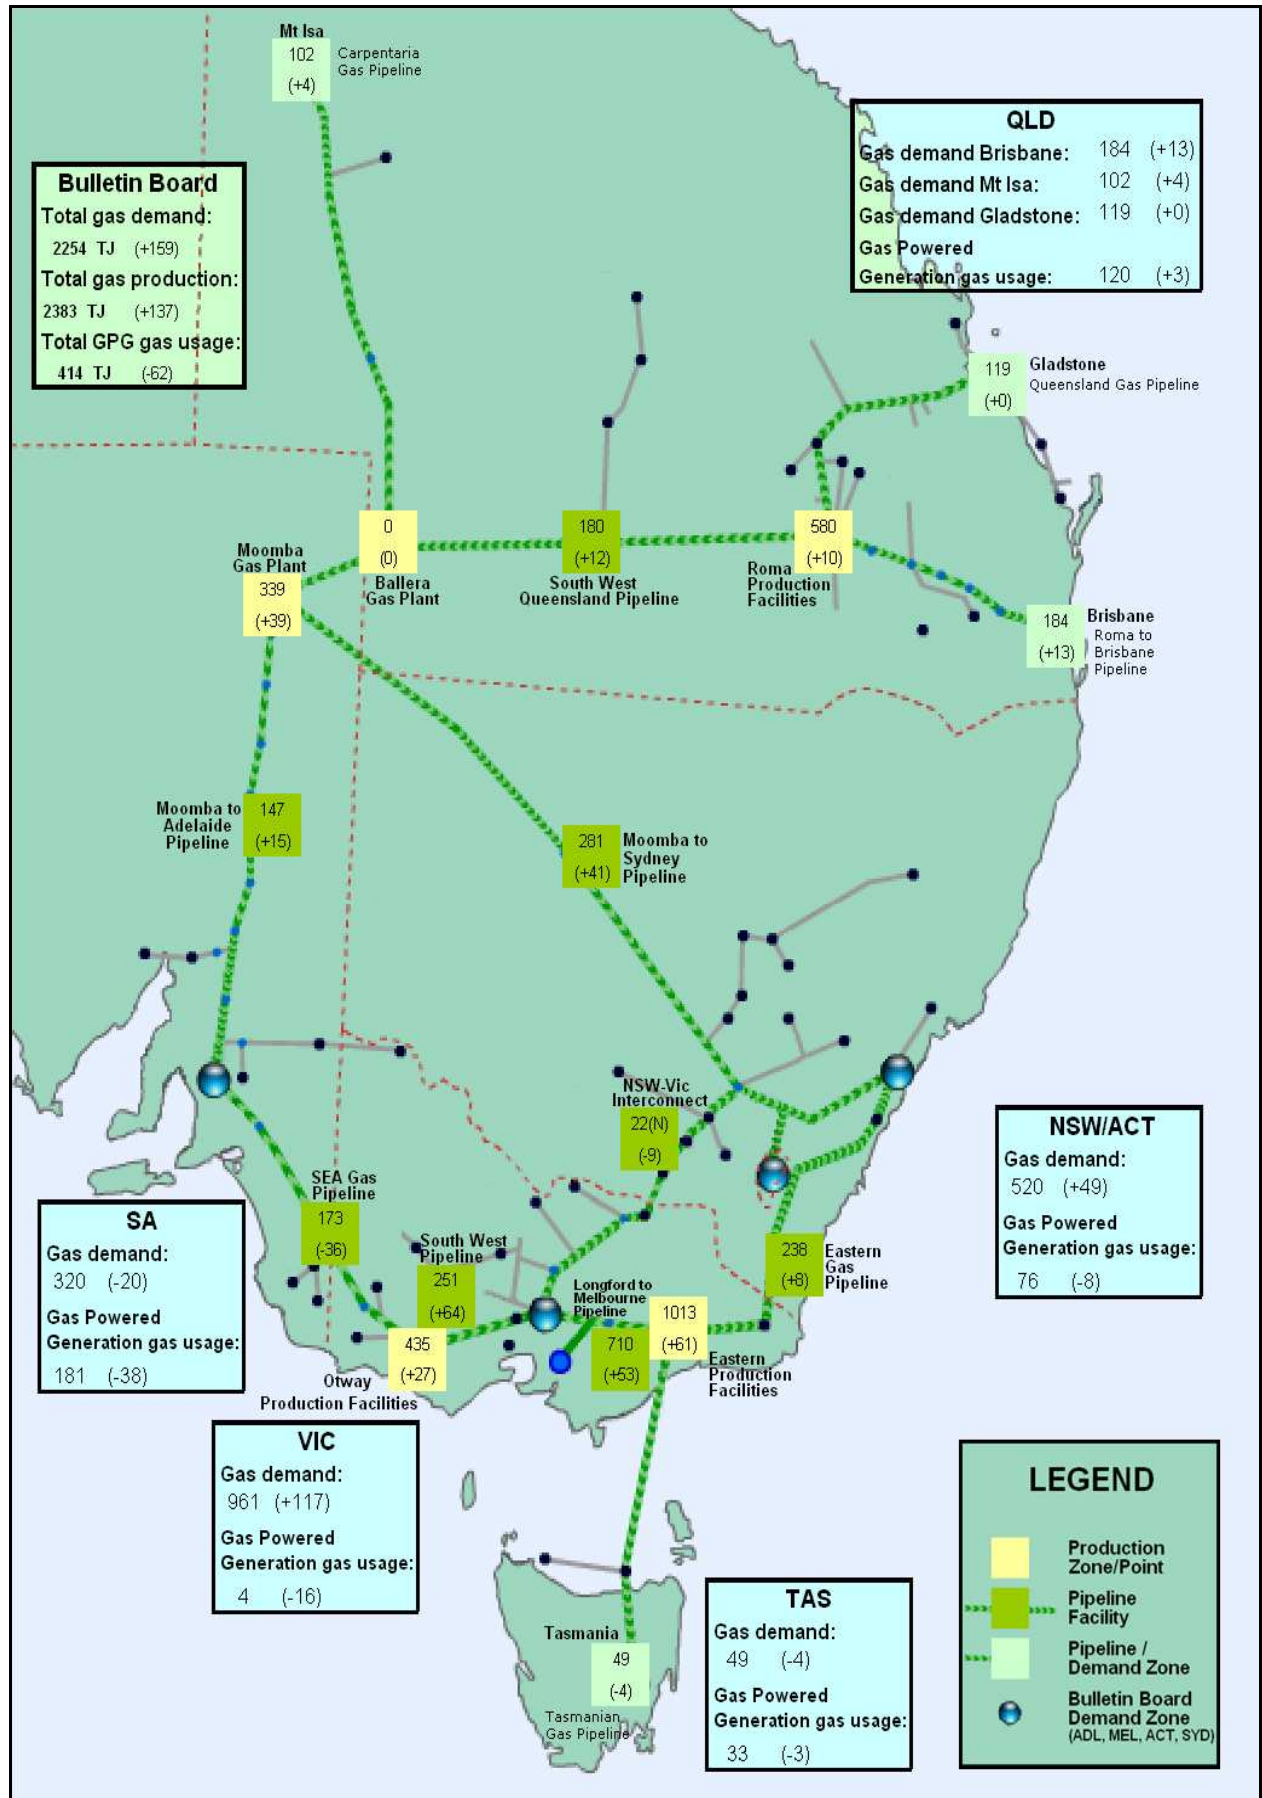 Mt Isa
102
(+4)
Carpentaria
Gas Pipeline
QLD
Gas demand Brisbane: 184 (+13)
Gas demand Mt Isa: 102 (+4)
Gas demand Gladstone: 119 (+0)
Gas Powered
Generation gas usage: 120 (+3)
Bulletin Board
Total gas demand:
2254 TJ (+159)
Total gas production:
2383 TJ (+137)
Total GPG gas usage:
414 TJ (-62)
119
(+0)
Gladstone
Queensland Gas Pipeline
0
(0)
Ballera
Gas Plant
180
(+12)
South West
Queensland Pipeline
580
(+10)
Roma
Production
Facilities
Moomba
Gas Plant
339
(+39)
184
(+13)
Brisbane
Roma to
Brisbane
Pipeline
Moomba to
Adelaide
Pipeline
147
(+15)
281
(+41)
Moomba to
Sydney
Pipeline
NSW-Vic
Interconnect
22(N)
(-9)
NSW/ACT
Gas demand:
520 (+49)
Gas Powered
Generation gas usage:
76 (-8)
SEA Gas
Pipeline
173
(-36)
SA
Gas demand:
320 (-20)
Gas Powered
Generation gas usage:
181 (-38)
South West
Pipeline
251
(+64)
Longford to
Melbourne
Pipeline
710
(+53)
1013
(+61)
Eastern
Production
Facilities
238
(+8)
Eastern
Gas
Pipeline
435
(+27)
Otway
Production Facilities
VIC
Gas demand:
961 (+117)
Gas Powered
Generation gas usage:
4 (-16)
Tasmania
49
(-4)
Tasmanian
Gas Pipeline
TAS
Gas demand:
49 (-4)
Gas Powered
Generation gas usage:
33 (-3)
LEGEND
Production
Zone/Point
Pipeline
Facility
Pipeline /
Demand Zone
Bulletin Board
Demand Zone
(ADL, MEL, ACT, SYD)